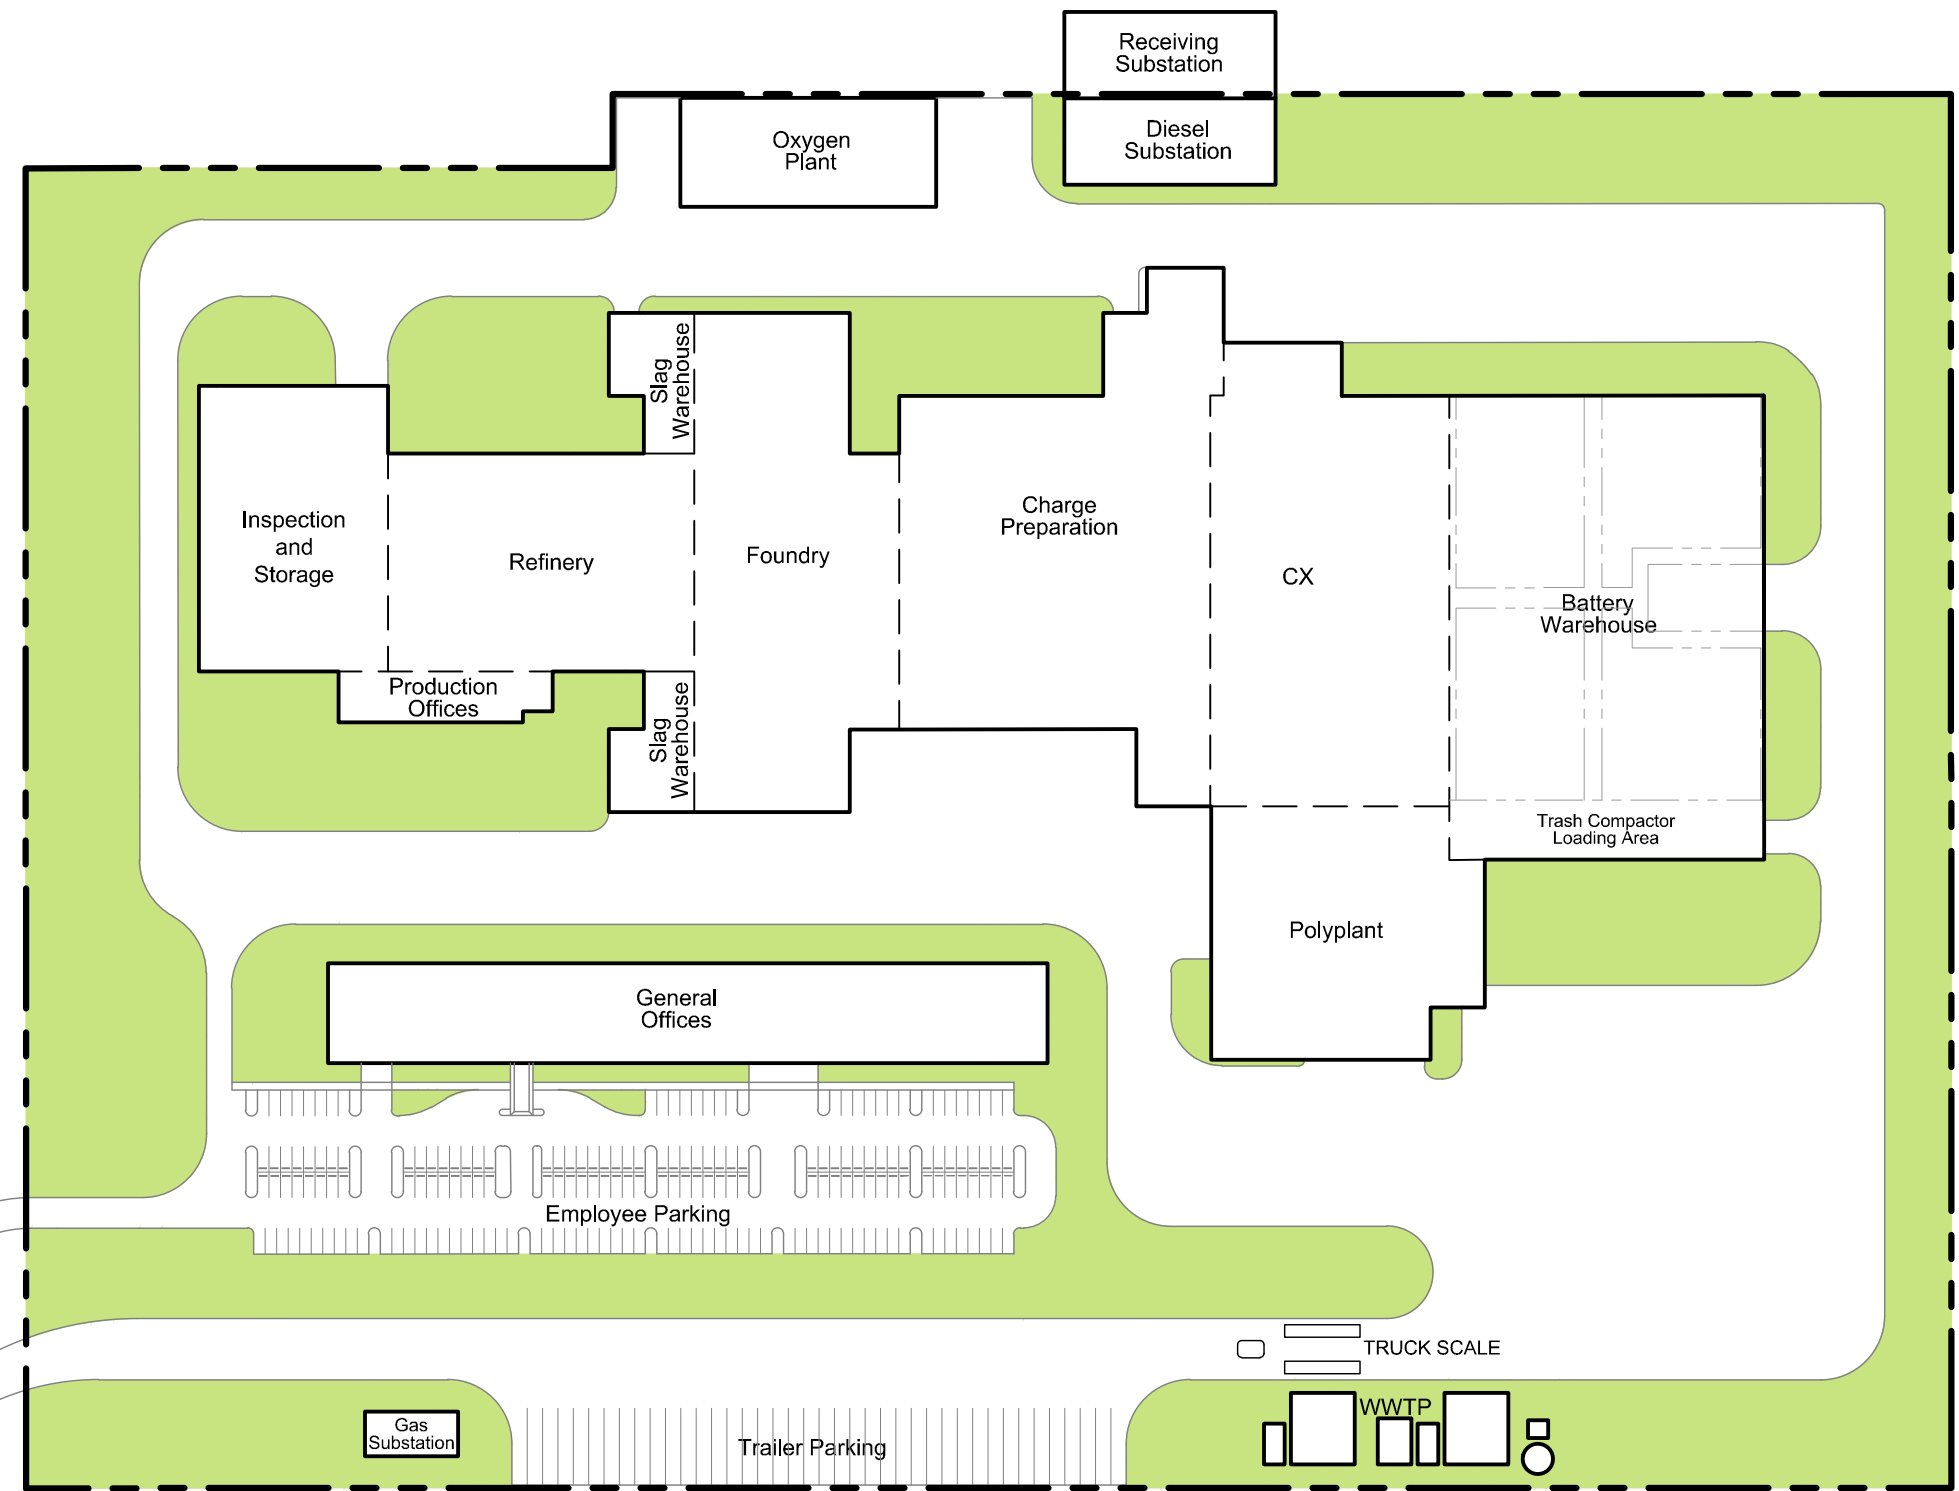 Receiving
Substation
Oxygen
Plant
Diesel
Substation
Slag
Warehouse
Inspection
and
Storage
Refinery
Foundry
Charge
Preparation
CX
Battery
Warehouse
Production
Offices
Slag
Warehouse
Trash Compactor
Loading Area
Polyplant
General
Offices
Employee Parking
TRUCK SCALE
WWTP
Gas
Substation
Trailer Parking